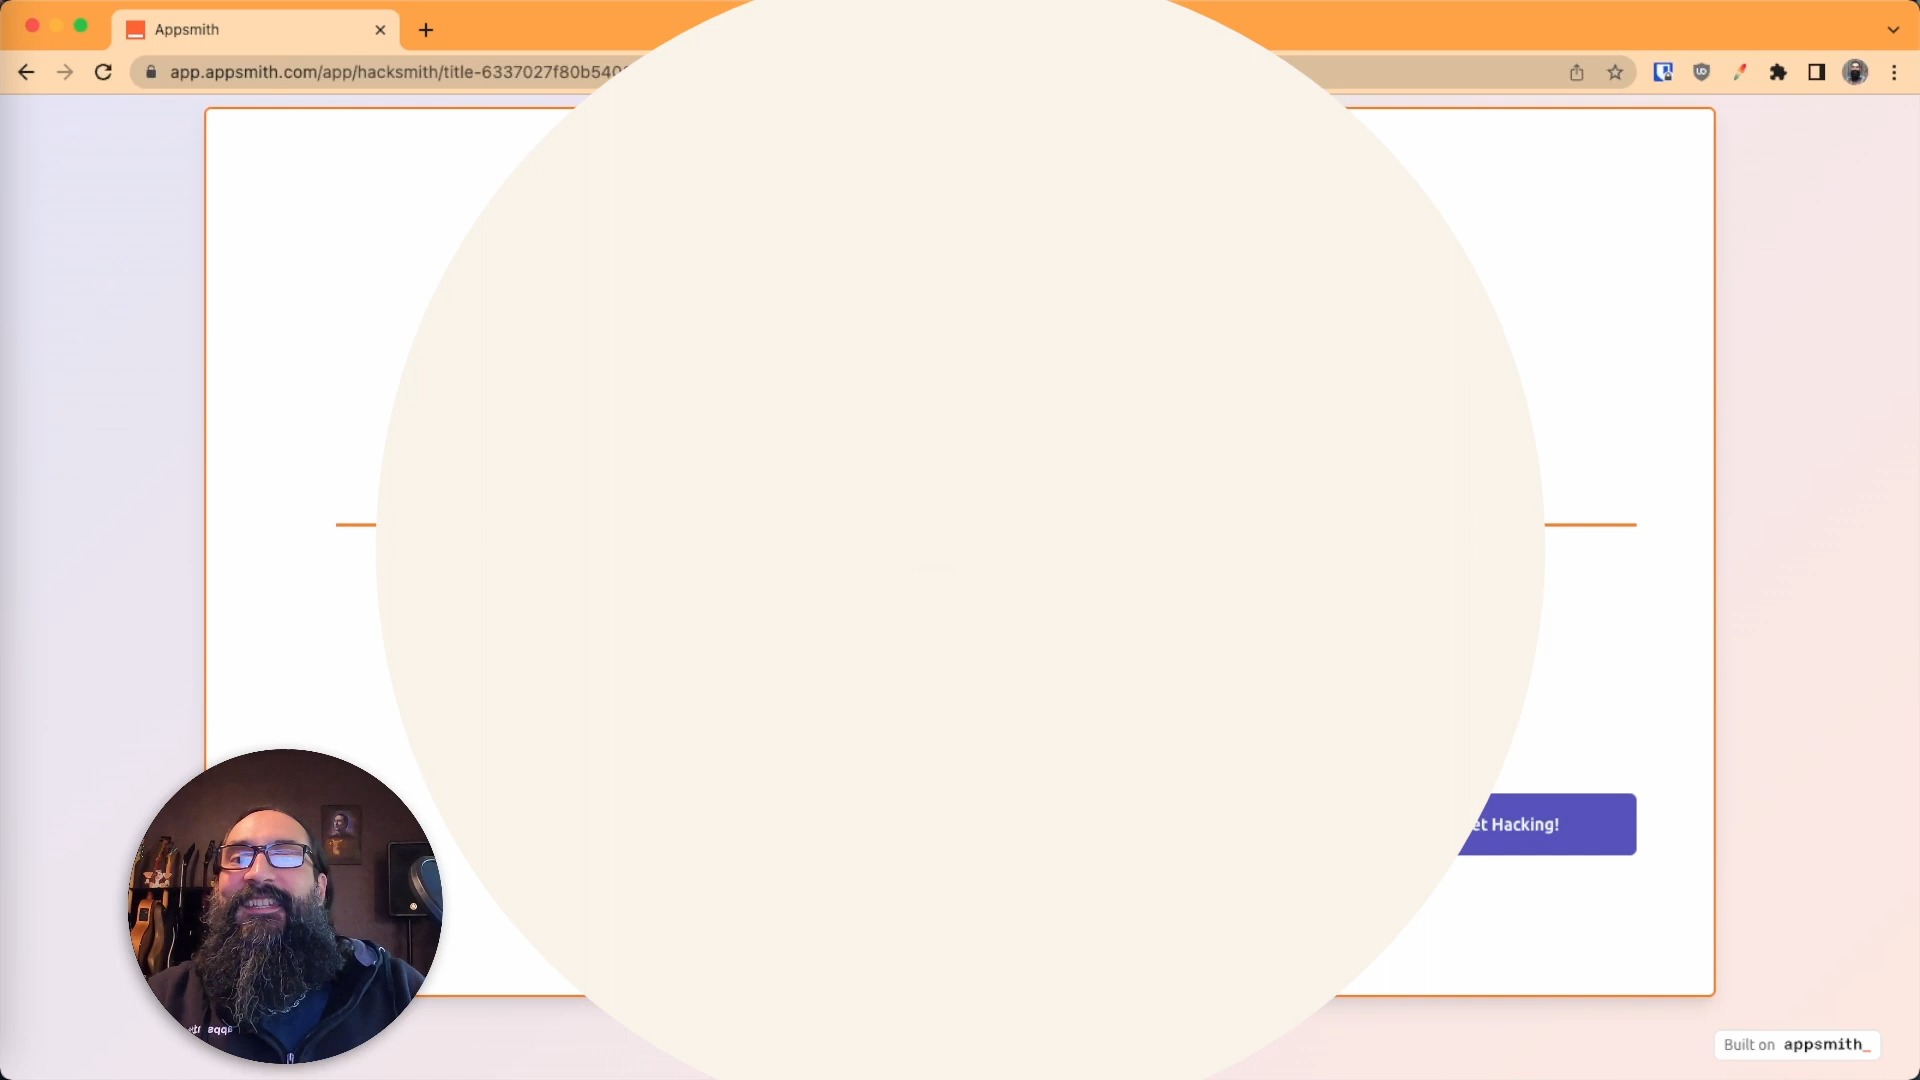 Appsmith
app.appsmith.com/app/hacksmith/title-6337027f80b540
et Hacking!
Built on appsmith_